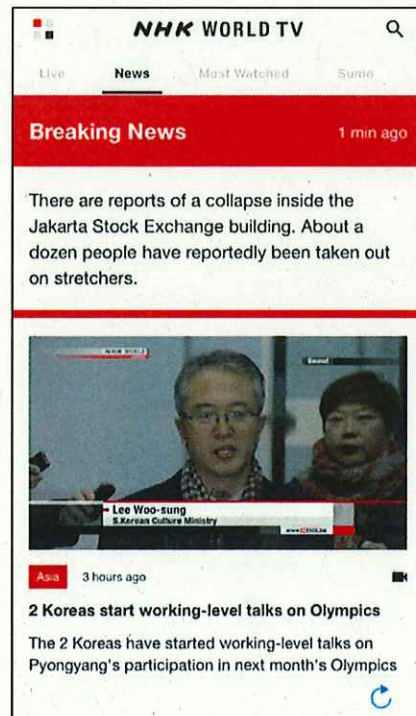 NHK WORLD TV
Live News Most Watched Sumo
Breaking News 1 min ago
There are reports of a collapse inside the
Jakarta Stock Exchange building. About a
dozen people have reportedly been taken out
on stretchers.
NHK WORLD
Seoul
Lee Woo-sung
S.Korean Culture Ministry
Asia 3 hours ago
2 Koreas start working-level talks on Olympics
The 2 Koreas have started working-level talks on
Pyongyang's participation in next month's Olympics